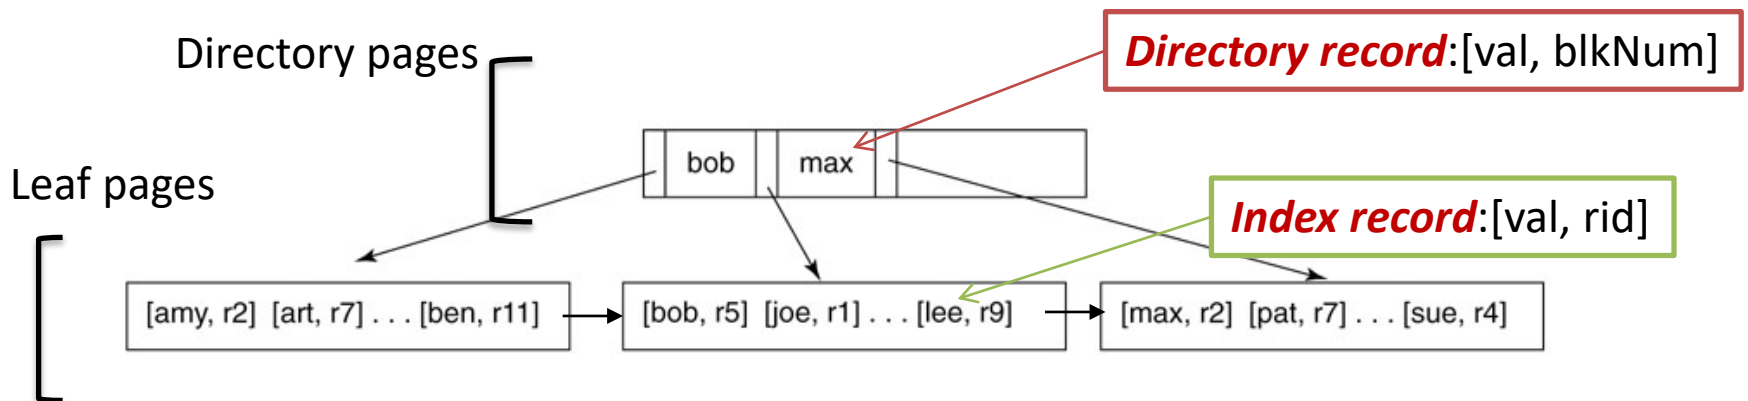 Directory pages
Directory record:[val, blkNum]
bob max
Leaf pages
Index record:[val, rid]
[amy, r2] [art, r7] . . . [ben, r11]
[bob, r5] [joe, r1] . . . [lee, r9]
[max, r2] [pat, r7] . . . [sue, r4]